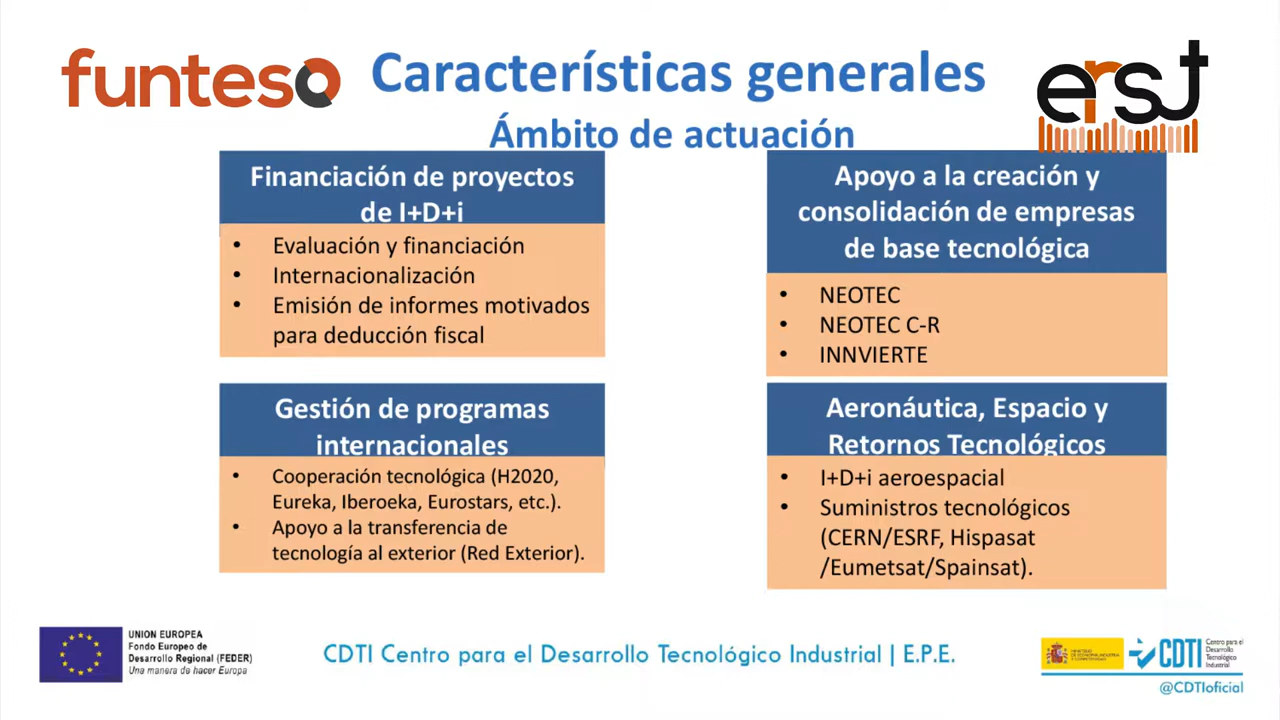 funteso
Características generales
ersjt
Ámbito de actuación
Financiación de proyectos
de I+D+i
• Evaluación y financiación
• Internacionalización
• Emisión de informes motivados
para deducción fiscal
Apoyo a la creación y
consolidación de empresas
de base tecnológica
• NEOTEC
• NEOTEC C-R
• INNVIERTE
Gestión de programas
internacionales
• Cooperación tecnológica (H2020,
Eureka, Iberoeka, Eurostars, etc.).
• Apoyo a la transferencia de
tecnología al exterior (Red Exterior).
Aeronáutica, Espacio y
Retornos Tecnológicos
• I+D+i aeroespacial
• Suministros tecnológicos
(CERN/ESRF, Hispasat
/Eumetsat/Spainsat).
UNION EUROPEA
Fondo Europeo de
Desarrollo Regional (FEDER)
Una manera de hacer Europa
CDTI Centro para el Desarrollo Tecnológico Industrial | E.P.E.
CDTI
Centro para el
Desarrollo
Tecnológico
Industrial
@CDTIoficial